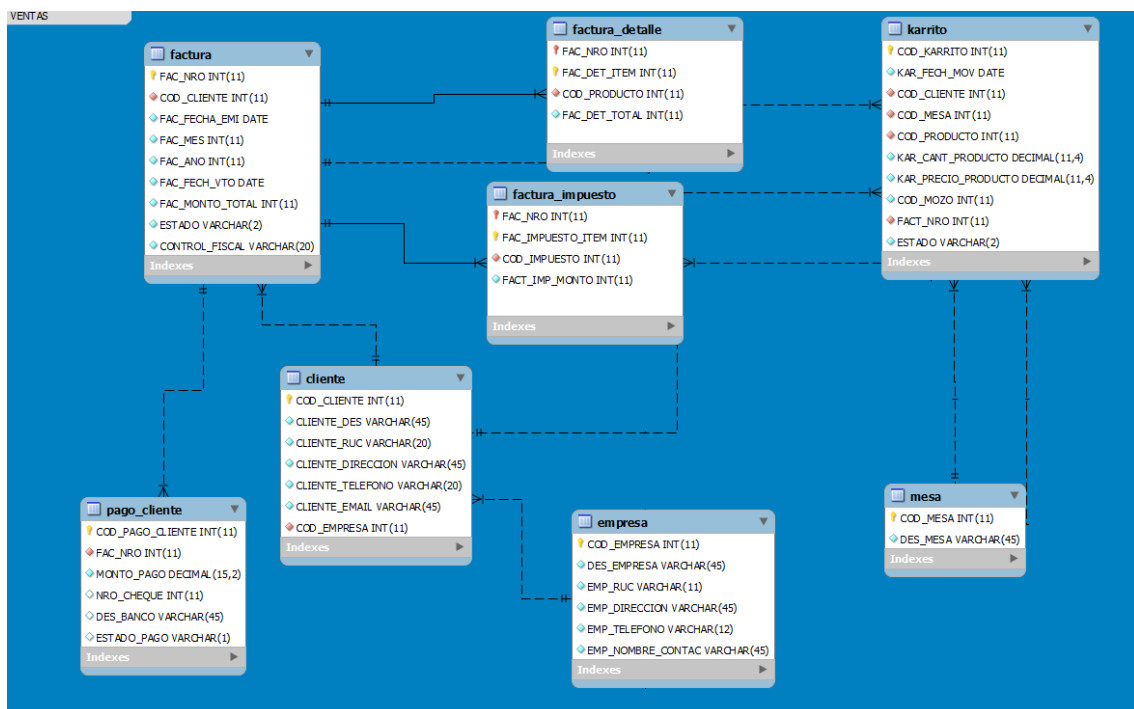 VENTAS
factura
FAC_NRO INT(11)
COD_CLIENTE INT(11)
FAC_FECHA_EMI DATE
FAC_MES INT(11)
FAC_ANO INT(11)
FAC_FECH_VTO DATE
FAC_MONTO_TOTAL INT(11)
ESTADO VARCHAR(2)
CONTROL_FISCAL VARCHAR(20)
Indexes
factura_detalle
FAC_NRO INT(11)
FAC_DET_ITEM INT(11)
COD_PRODUCTO INT(11)
FAC_DET_TOTAL INT(11)
Indexes
karrito
COD_KARRITO INT(11)
KAR_FECH_MOV DATE
COD_CLIENTE INT(11)
COD_MESA INT(11)
COD_PRODUCTO INT(11)
KAR_CANT_PRODUCTO DECIMAL(11,4)
KAR_PRECIO_PRODUCTO DECIMAL(11,4)
COD_MOZO INT(11)
FACT_NRO INT(11)
ESTADO VARCHAR(2)
Indexes
factura_impuesto
FAC_NRO INT(11)
FAC_IMPUESTO_ITEM INT(11)
COD_IMPUESTO INT(11)
FACT_IMP_MONTO INT(11)
Indexes
cliente
COD_CLIENTE INT(11)
CLIENTE_DES VARCHAR(45)
CLIENTE_RUC VARCHAR(20)
CLIENTE_DIRECCION VARCHAR(45)
CLIENTE_TELEFONO VARCHAR(20)
CLIENTE_EMAIL VARCHAR(45)
COD_EMPRESA INT(11)
Indexes
pago_cliente
COD_PAGO_CLIENTE INT(11)
FAC_NRO INT(11)
MONTO_PAGO DECIMAL(15,2)
NRO_CHEQUE INT(11)
DES_BANCO VARCHAR(45)
ESTADO_PAGO VARCHAR(1)
Indexes
empresa
COD_EMPRESA INT(11)
DES_EMPRESA VARCHAR(45)
EMP_RUC VARCHAR(11)
EMP_DIRECCION VARCHAR(45)
EMP_TELEFONO VARCHAR(12)
EMP_NOMBRE_CONTAC VARCHAR(45)
Indexes
mesa
COD_MESA INT(11)
DES_MESA VARCHAR(45)
Indexes